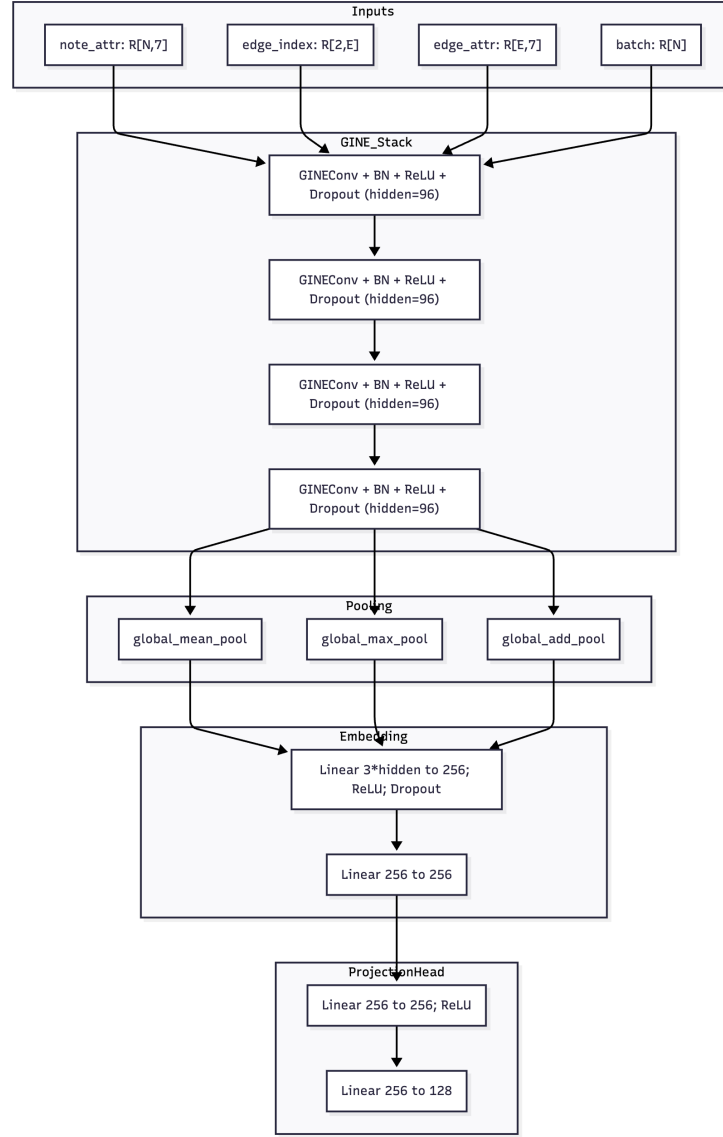 Inputs
note_attr: R[N,7]
edge_index: R[2,E]
edge_attr: R[E,7]
batch: R[N]
GINE_Stack
GINEConv + BN + ReLU +
Dropout (hidden=96)
GINEConv + BN + ReLU +
Dropout (hidden=96)
GINEConv + BN + ReLU +
Dropout (hidden=96)
GINEConv + BN + ReLU +
Dropout (hidden=96)
Pooling
global_mean_pool
global_max_pool
global_add_pool
Embedding
Linear 3*hidden to 256;
ReLU; Dropout
Linear 256 to 256
ProjectionHead
Linear 256 to 256; ReLU
Linear 256 to 128